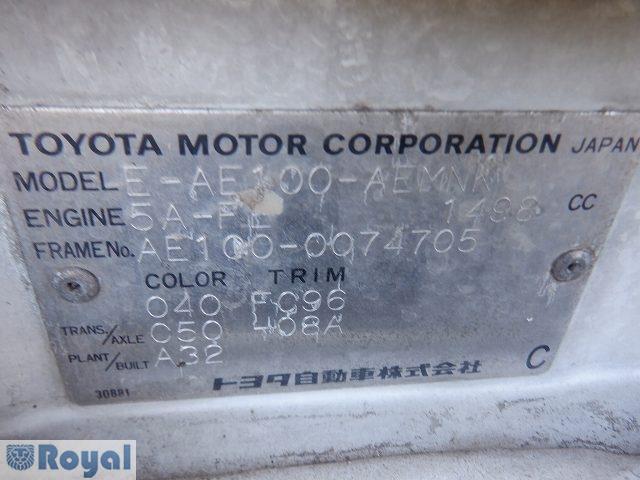 TOYOTA MOTOR CORPORATION JAPAN
MODEL E-AE100-AEMNK
ENGINE 5A-FE 1498 CC
FRAME No. AE100-0074705
COLOR TRIM
040 FC96
TRANS./AXLE C50 408A
PLANT/BUILT A32
トヨタ自動車株式会社 C
30881
Royal